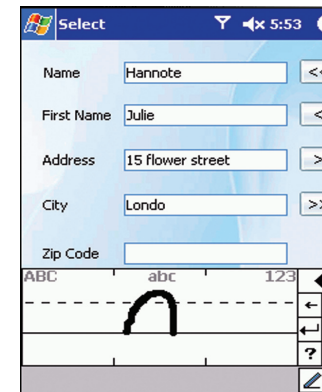 Select 5:53
Name Hannote <<
First Name Julie <
Address 15 flower street >
City Londo >>
Zip Code
ABC abc 123
n
?